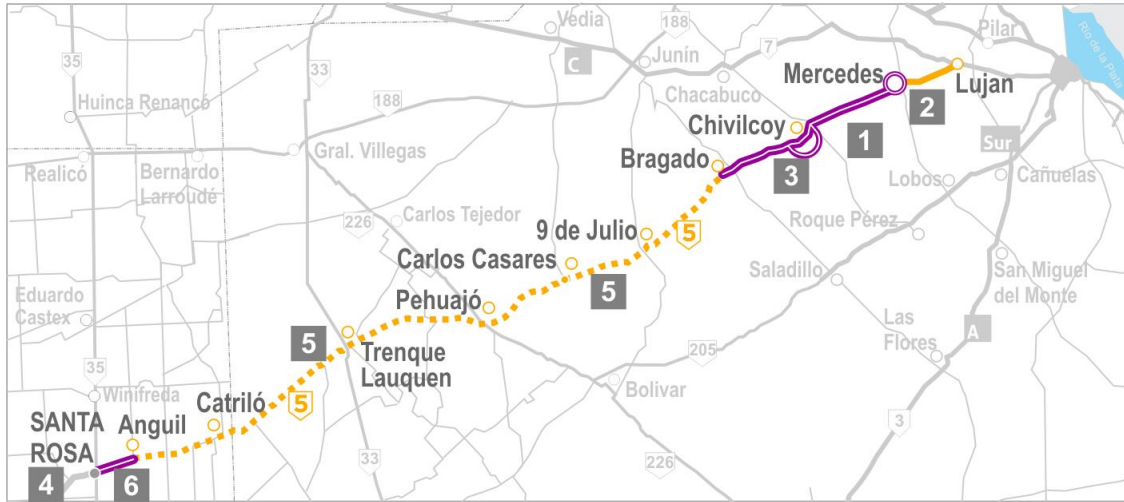 Vedia
188
Pilar
Río de la Plata
35
33
C
Junín
7
Mercedes
Lujan
Huinca Renancó
188
Chacabuco
2
Chivilcoy
1
Sur
Bragado
3
Realicó
Bernardo
Larroudé
Gral. Villegas
Lobos
Cañuelas
226
Carlos Tejedor
9 de Julio
5
Roque Pérez
Carlos Casares
5
Saladillo
San Miguel
del Monte
Eduardo
Castex
Pehuajó
5
Trenque
Lauquen
Las
Flores
A
205
35
Winifreda
Bolivar
Catriló
5
SANTA
ROSA
Anguil
3
4
6
33
226